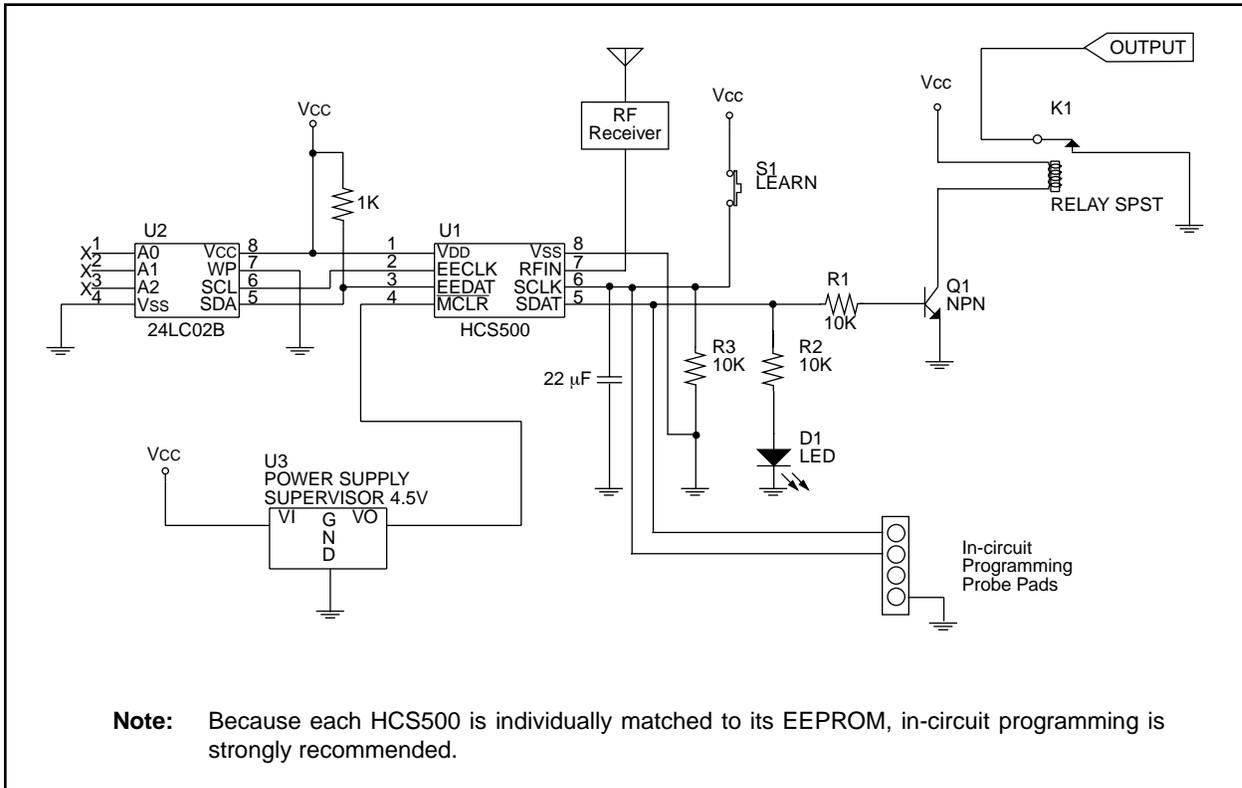 OUTPUT
VCC
K1
RELAY SPST
RF
Receiver
VCC
S1
LEARN
VCC
1K
U2
X 1 A0 VCC 8
X 2 A1 WP 7
X 3 A2 SCL 6
4 VSS SDA 5
24LC02B
U1
1 VDD VSS 8
2 EECLK RFIN 7
3 EEDAT SCLK 6
4 MCLR SDAT 5
HCS500
R1
10K
Q1
NPN
22 μF
R3
10K
R2
10K
D1
LED
VCC
U3
POWER SUPPLY
SUPERVISOR 4.5V
VI GND VO
In-circuit
Programming
Probe Pads
Note: Because each HCS500 is individually matched to its EEPROM, in-circuit programming is
strongly recommended.